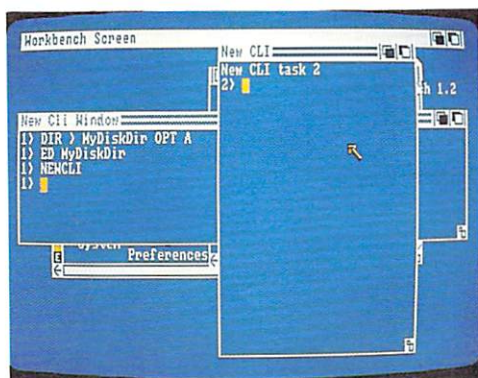 Workbench Screen
New CLI
New CLI task 2
2>
h 1.2
New Cli Window
1> DIR > MyDiskDir OPT A
1> ED MyDiskDir
1> NEWCLI
1>
System
Preferences